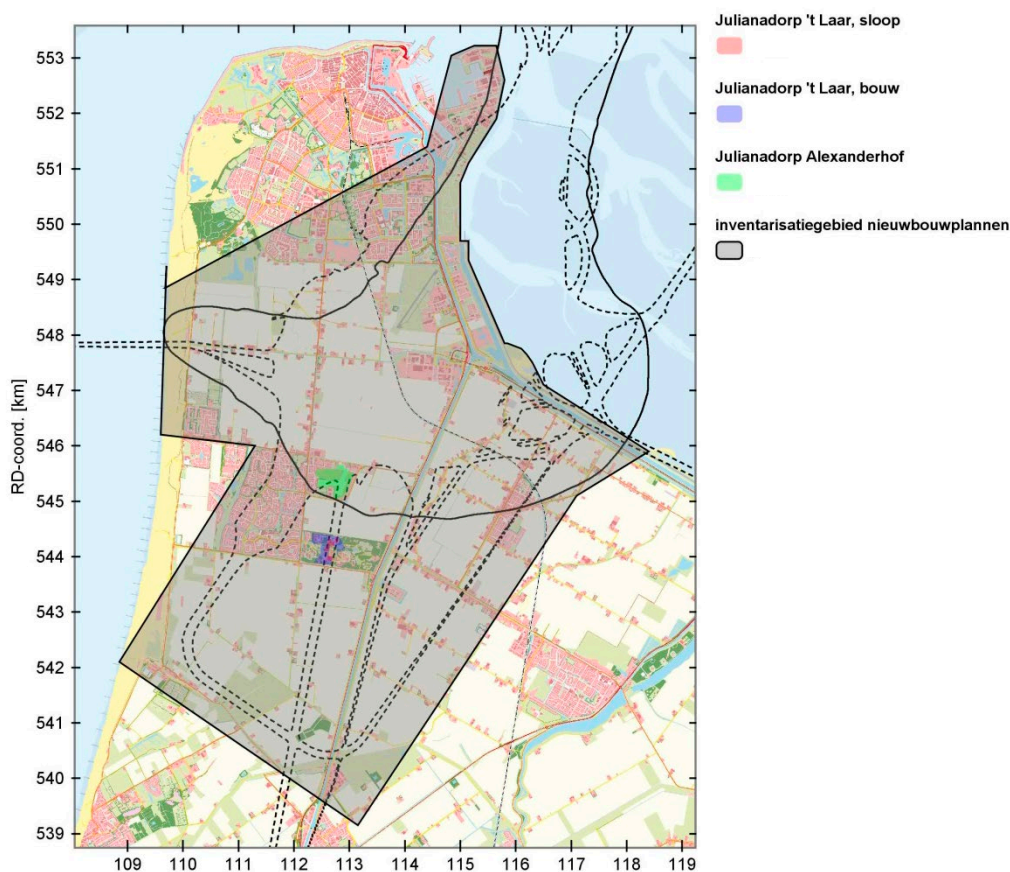 Julianadorp 't Laar, sloop
Julianadorp 't Laar, bouw
Julianadorp Alexanderhof
inventarisatiegebied nieuwbouwplannen
RD-coord. [km]
553
552
551
550
549
548
547
546
545
544
543
542
541
540
539
109 110 111 112 113 114 115 116 117 118 119